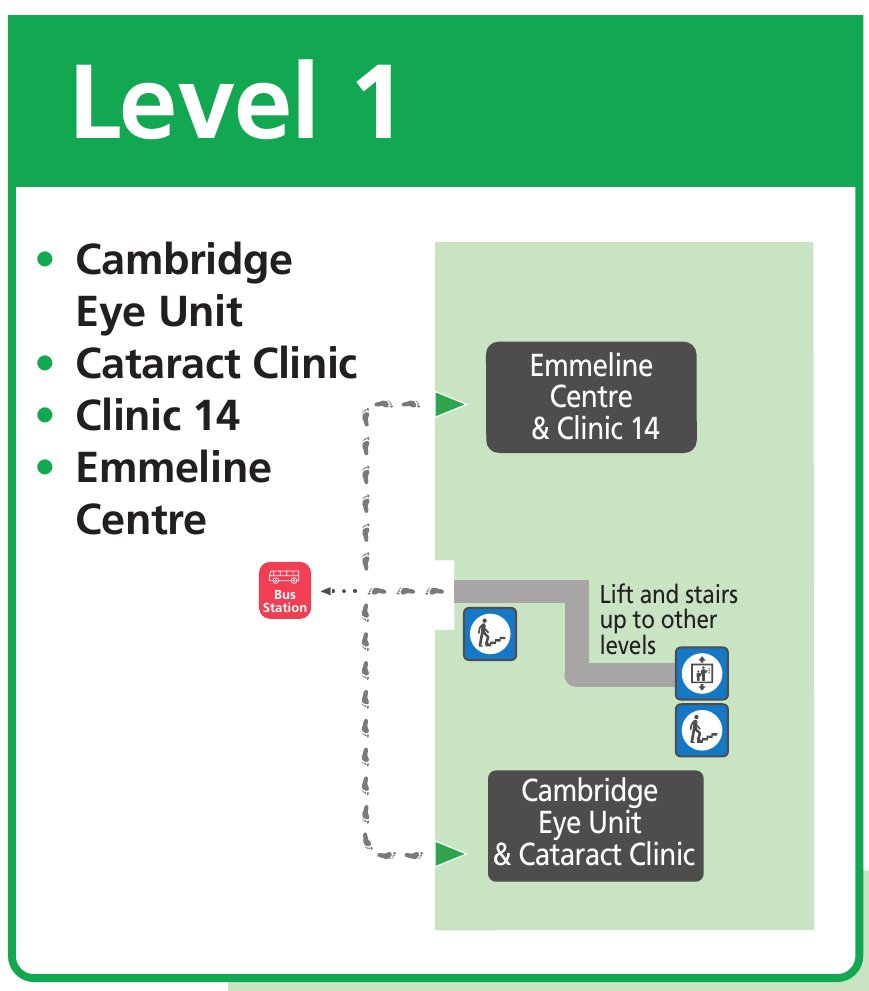 Level 1
• Cambridge
Eye Unit
• Cataract Clinic
• Clinic 14
• Emmeline
Centre
Emmeline
Centre
& Clinic 14
Bus
Station
Lift and stairs
up to other
levels
Cambridge
Eye Unit
& Cataract Clinic